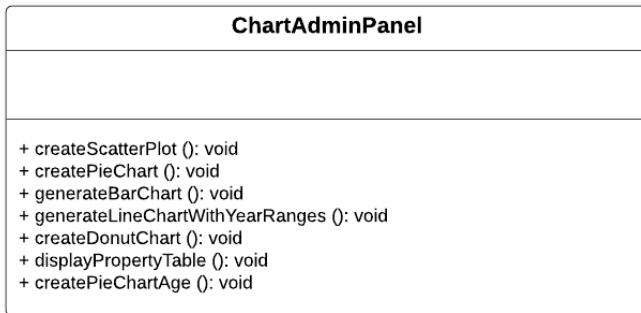 ChartAdminPanel
+ createScatterPlot (): void
+ createPieChart (): void
+ generateBarChart (): void
+ generateLineChartWithYearRanges (): void
+ createDonutChart (): void
+ displayPropertyTable (): void
+ createPieChartAge (): void